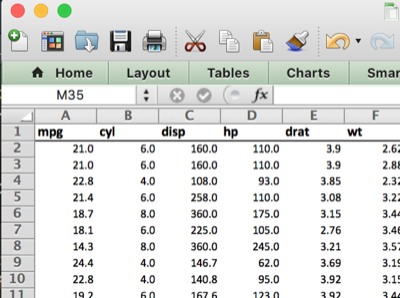 Home Layout Tables Charts Smar
M35 fx
A B C D E F
1 mpg cyl disp hp drat wt
2 21.0 6.0 160.0 110.0 3.9 2.62
3 21.0 6.0 160.0 110.0 3.9 2.88
4 22.8 4.0 108.0 93.0 3.85 2.32
5 21.4 6.0 258.0 110.0 3.08 3.22
6 18.7 8.0 360.0 175.0 3.15 3.44
7 18.1 6.0 225.0 105.0 2.76 3.46
8 14.3 8.0 360.0 245.0 3.21 3.57
9 24.4 4.0 146.7 62.0 3.69 3.19
10 22.8 4.0 140.8 95.0 3.92 3.15
11 19.2 6.0 167.6 123.0 3.92 3.44